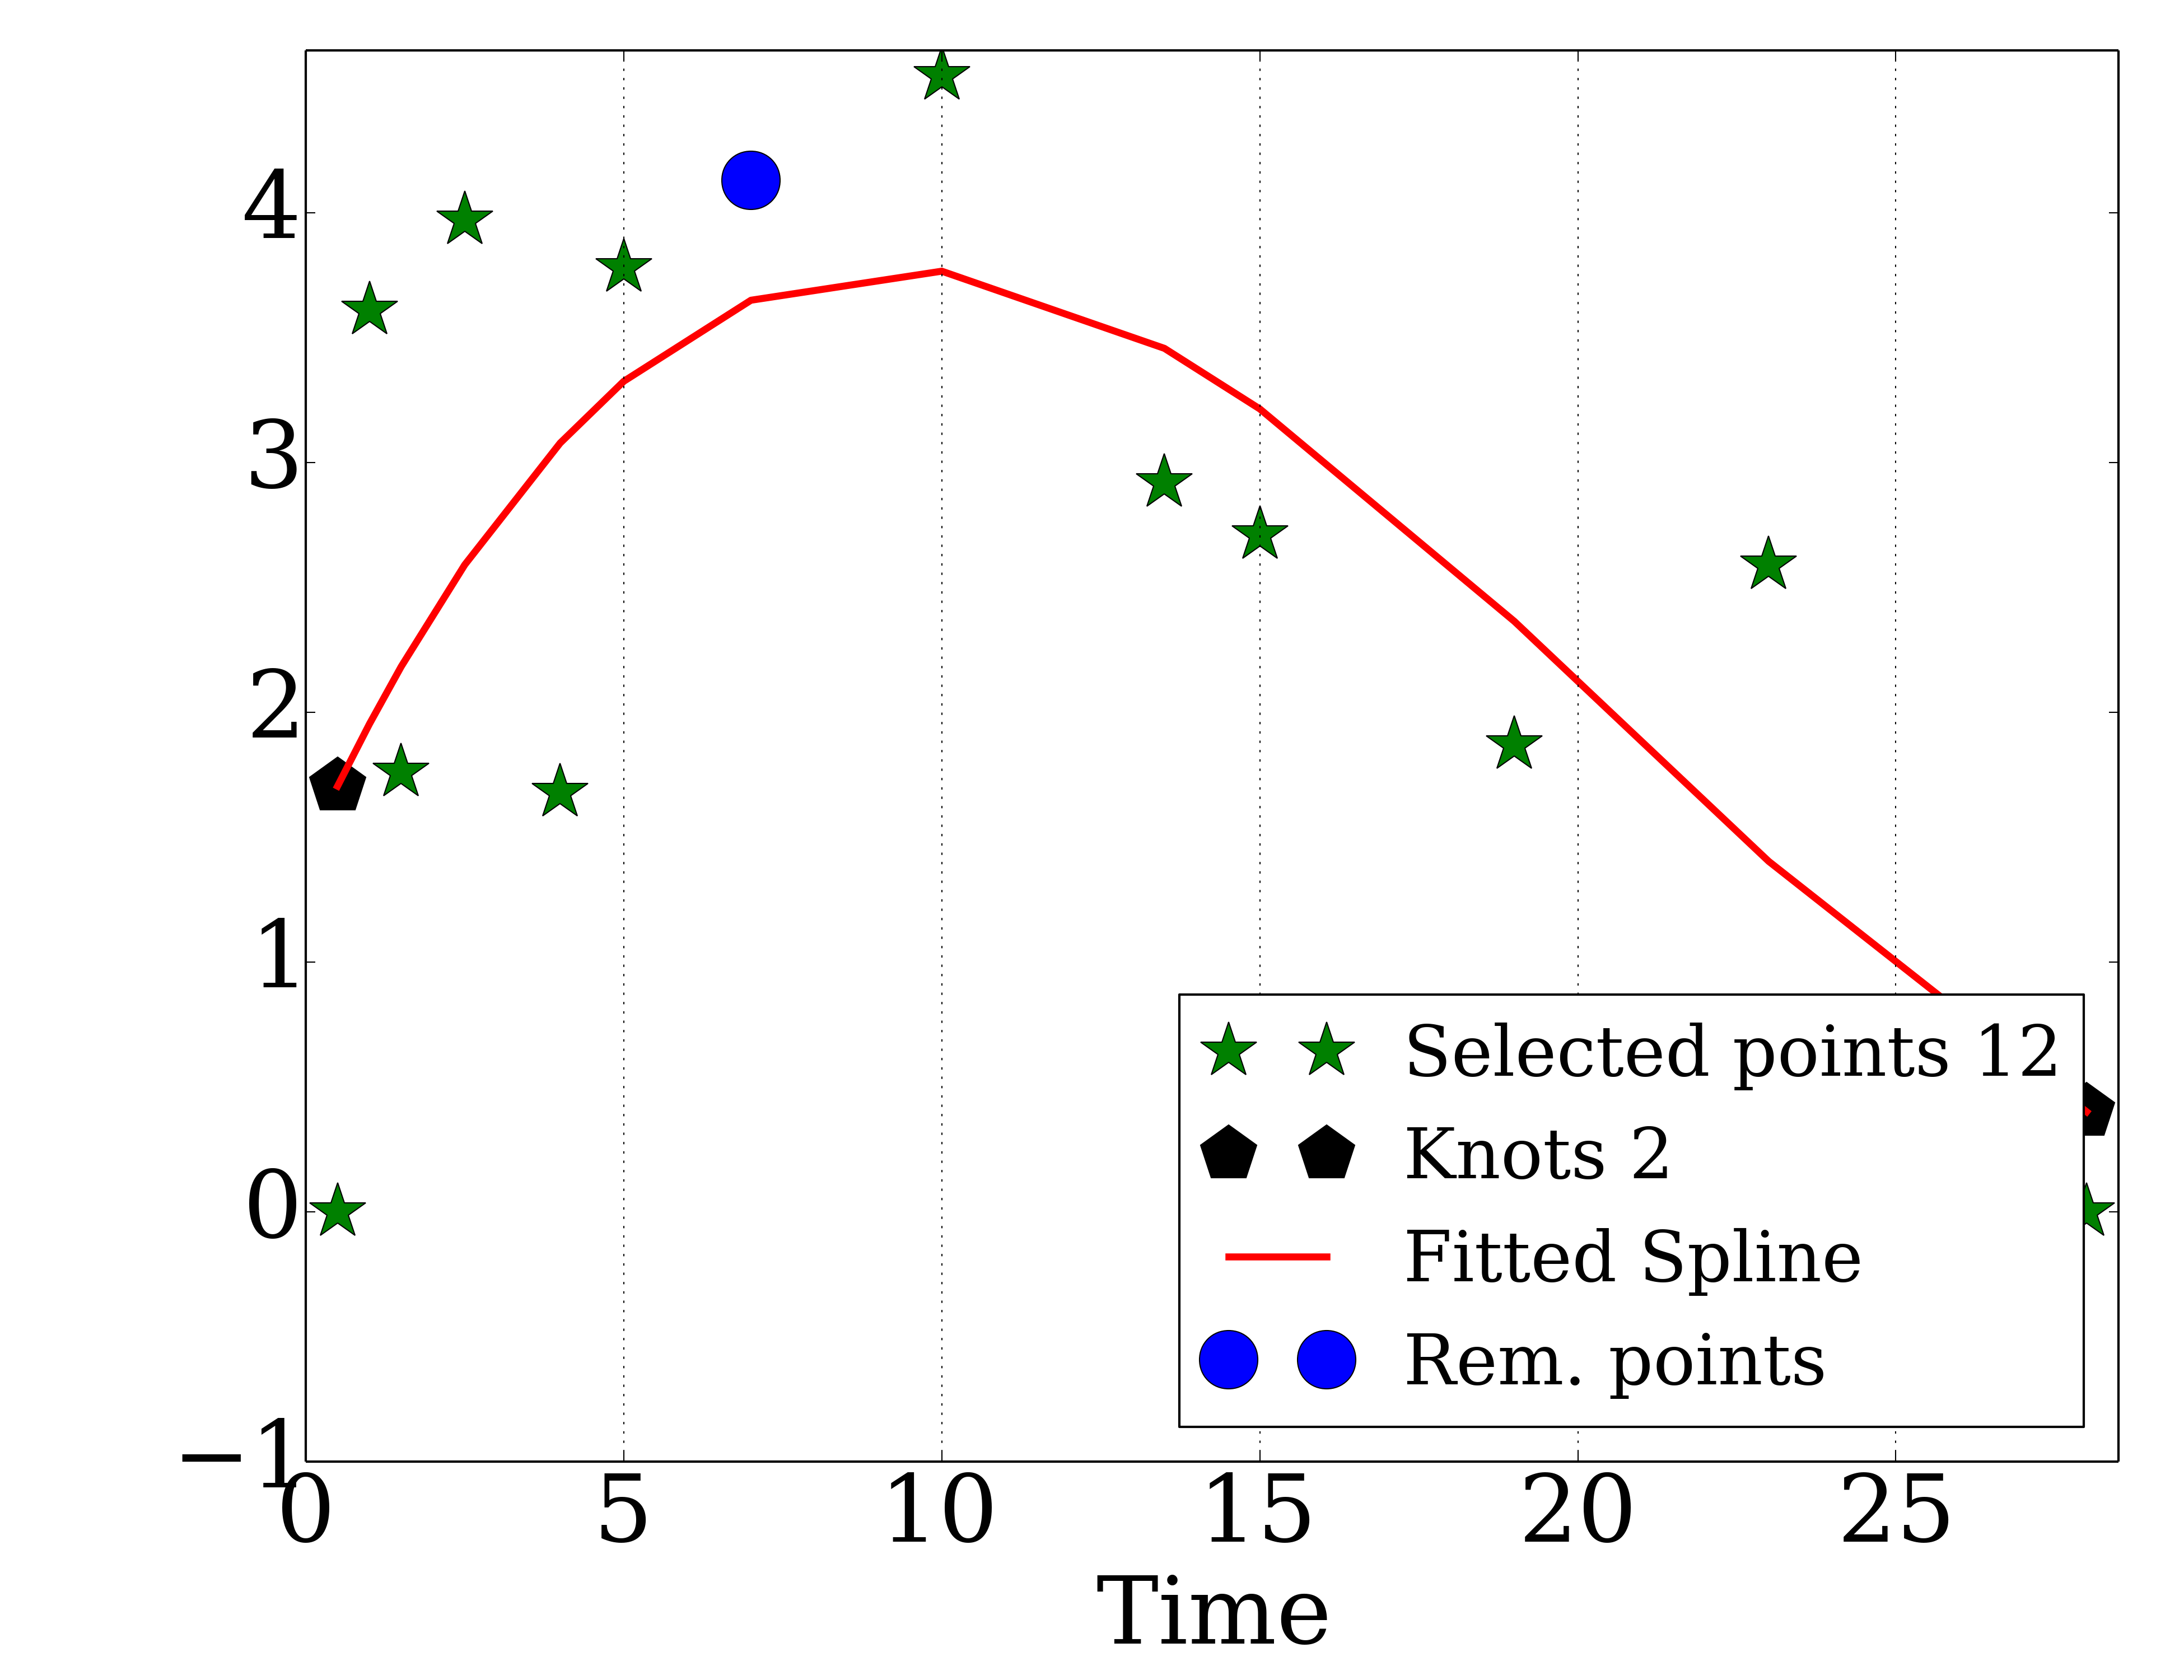 4
3
2
1
0
−1
0 5 10 15 20 25
Time
Selected points 12
Knots 2
Fitted Spline
Rem. points